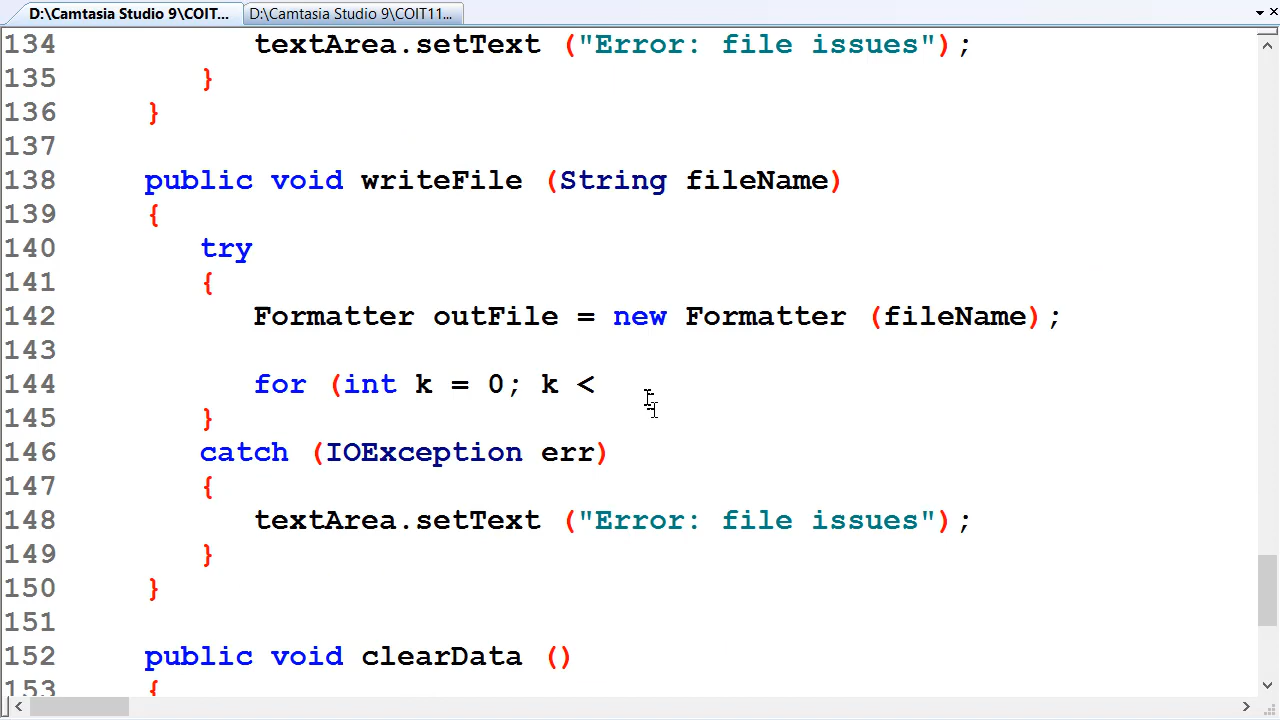 D:\Camtasia Studio 9\COIT... D:\Camtasia Studio 9\COIT11...
134 textArea.setText ("Error: file issues");
135 }
136 }
137
138 public void writeFile (String fileName)
139 {
140 try
141 {
142 Formatter outFile = new Formatter (fileName);
143
144 for (int k = 0; k <
145 }
146 catch (IOException err)
147 {
148 textArea.setText ("Error: file issues");
149 }
150 }
151
152 public void clearData ()
153 {